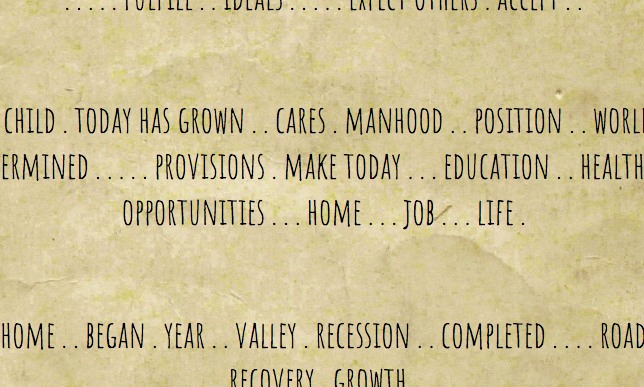 . . . . . FULFILL . . IDEALS . . . . . EXPECT OTHERS . ACCEPT . .
CHILD . TODAY HAS GROWN . . CARES . MANHOOD . . POSITION . . WORL
ERMINED . . . . . PROVISIONS . MAKE TODAY . . . EDUCATION . . HEALTH
OPPORTUNITIES . . . HOME . . . JOB . . . LIFE .
HOME . . BEGAN . YEAR . . VALLEY . RECESSION . . COMPLETED . . . . ROAD
RECOVERY . GROWTH